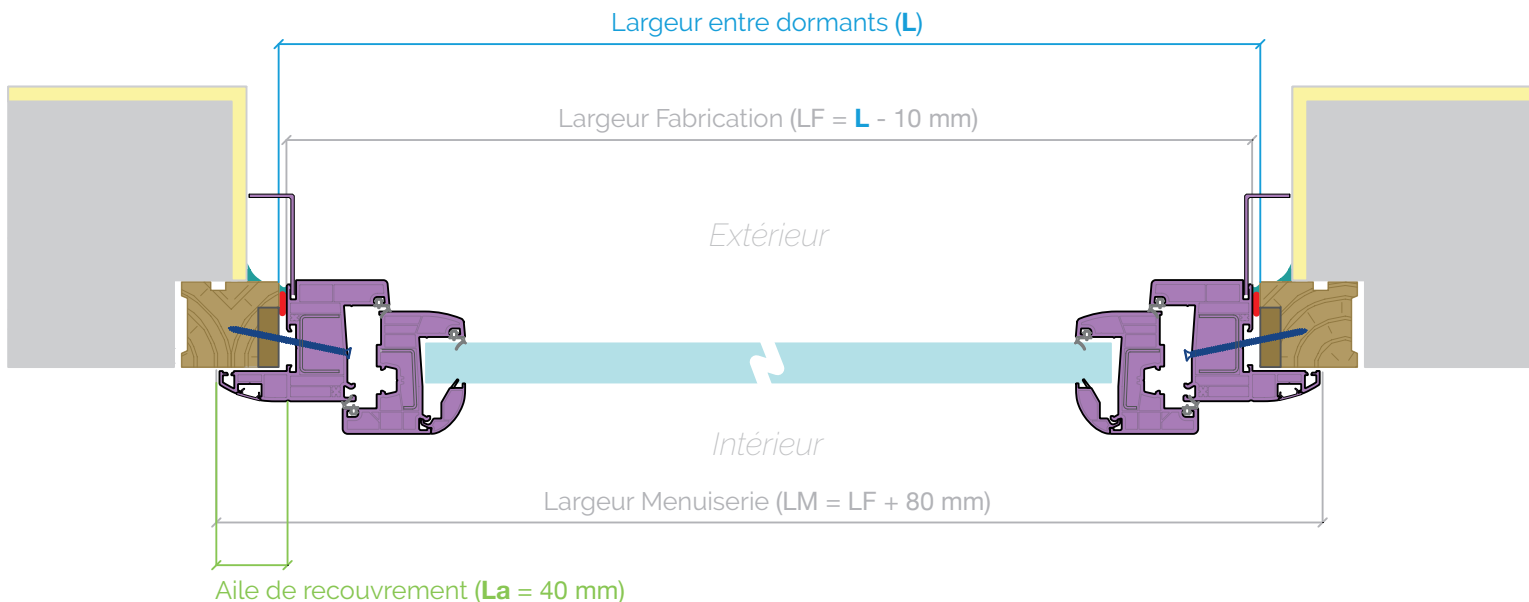 Largeur entre dormants (L)
Largeur Fabrication (LF = L - 10 mm)
Extérieur
Intérieur
Largeur Menuiserie (LM = LF + 80 mm)
Aile de recouvrement (La = 40 mm)